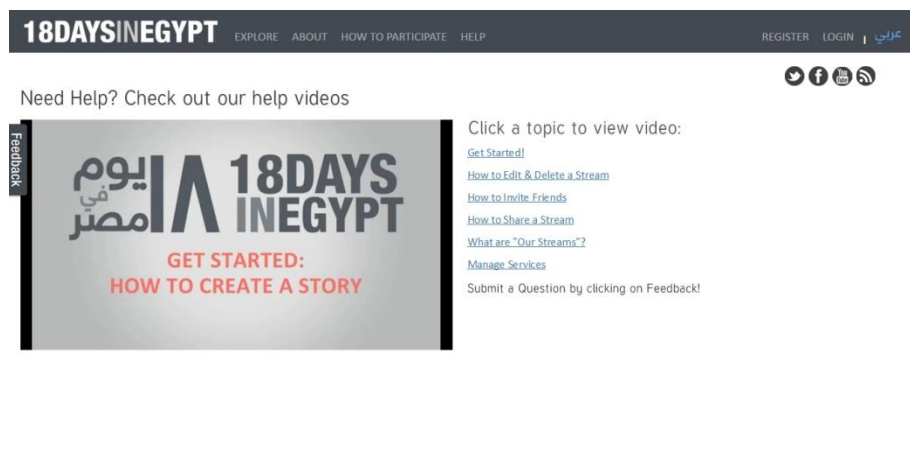 18DAYSINEGYPT EXPLORE ABOUT HOW TO PARTICIPATE HELP REGISTER LOGIN عربي
Need Help? Check out our help videos
Feedback
١٨ يوم
في
مصر
18DAYS
INEGYPT
GET STARTED:
HOW TO CREATE A STORY
Click a topic to view video:
Get Started!
How to Edit & Delete a Stream
How to Invite Friends
How to Share a Stream
What are "Our Streams"?
Manage Services
Submit a Question by clicking on Feedback!